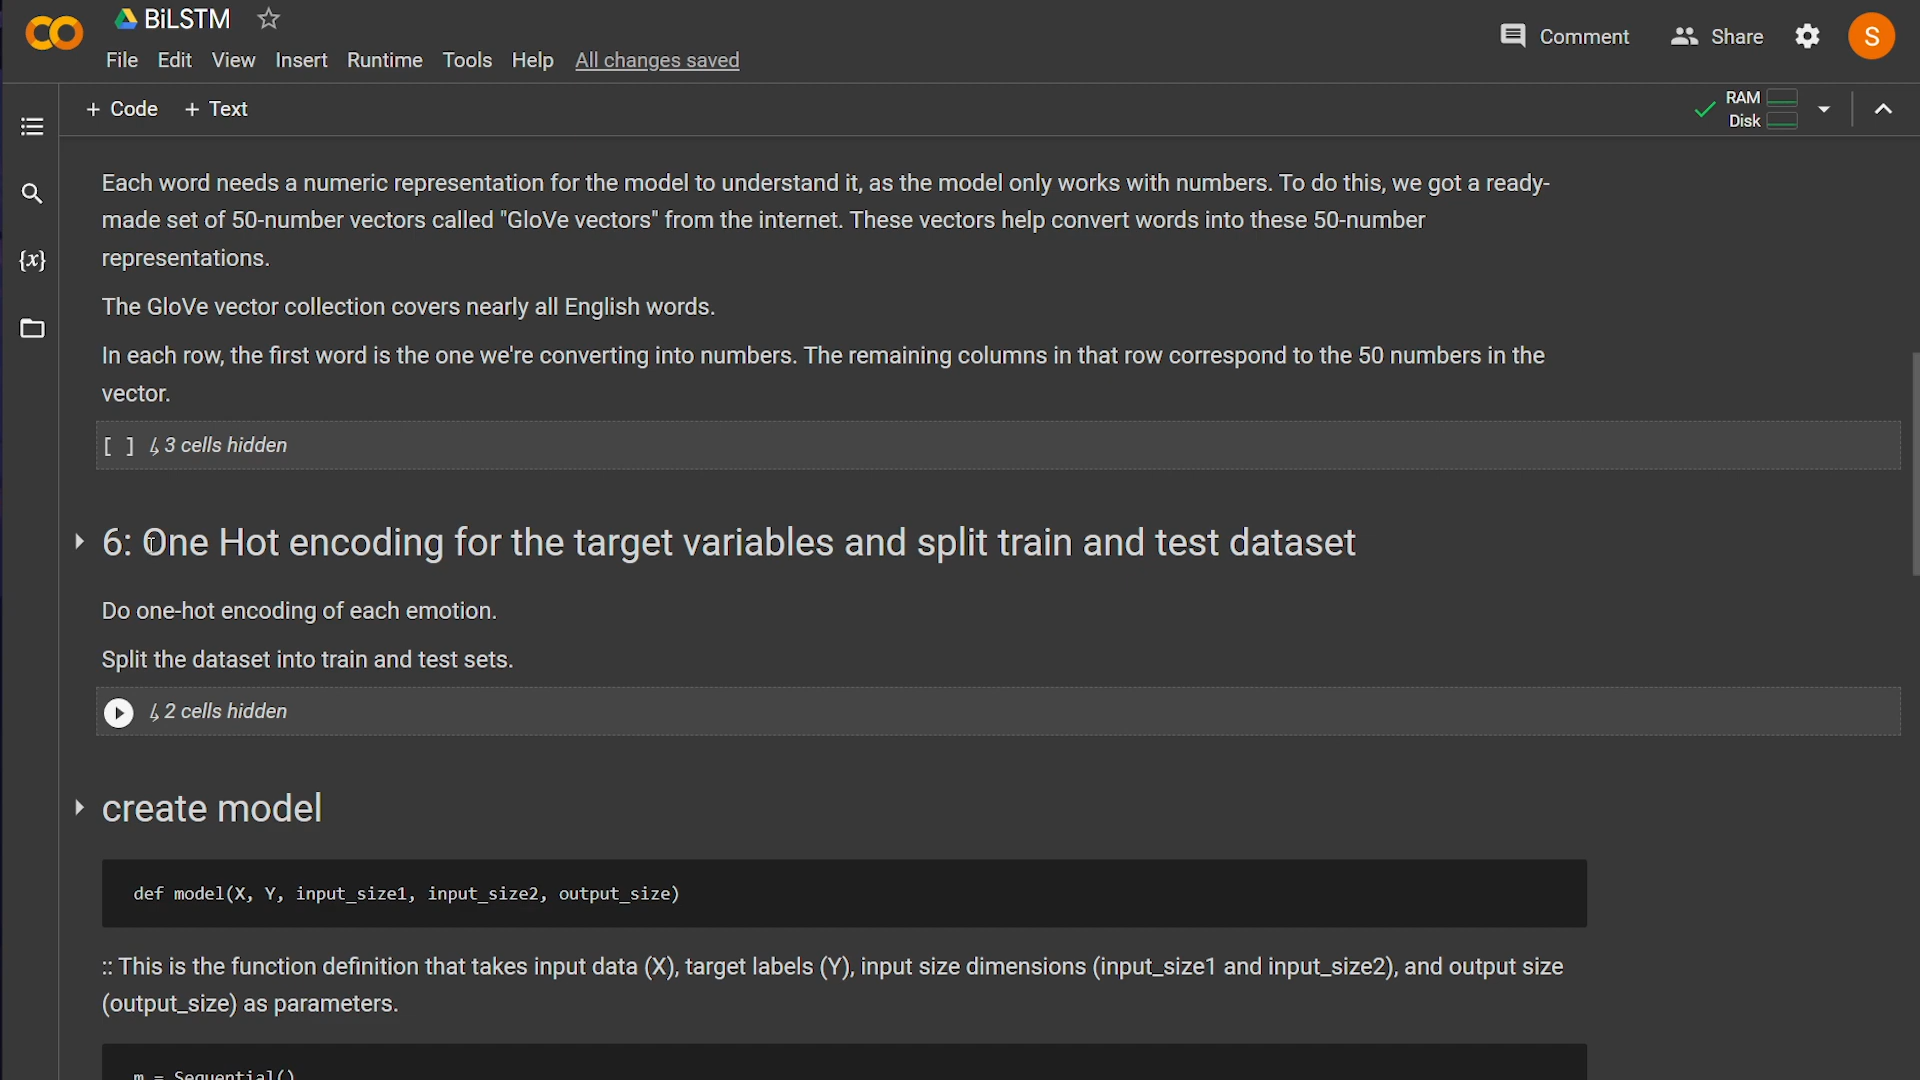 BiLSTM
File Edit View Insert Runtime Tools Help All changes saved
Comment Share S
+ Code + Text
RAM
Disk
{x}
Each word needs a numeric representation for the model to understand it, as the model only works with numbers. To do this, we got a ready-
made set of 50-number vectors called "GloVe vectors" from the internet. These vectors help convert words into these 50-number
representations.
The GloVe vector collection covers nearly all English words.
In each row, the first word is the one we're converting into numbers. The remaining columns in that row correspond to the 50 numbers in the
vector.
[ ] ↳ 3 cells hidden
6: One Hot encoding for the target variables and split train and test dataset
Do one-hot encoding of each emotion.
Split the dataset into train and test sets.
↳ 2 cells hidden
create model
def model(X, Y, input_size1, input_size2, output_size)
:: This is the function definition that takes input data (X), target labels (Y), input size dimensions (input_size1 and input_size2), and output size
(output_size) as parameters.
m = Sequential()